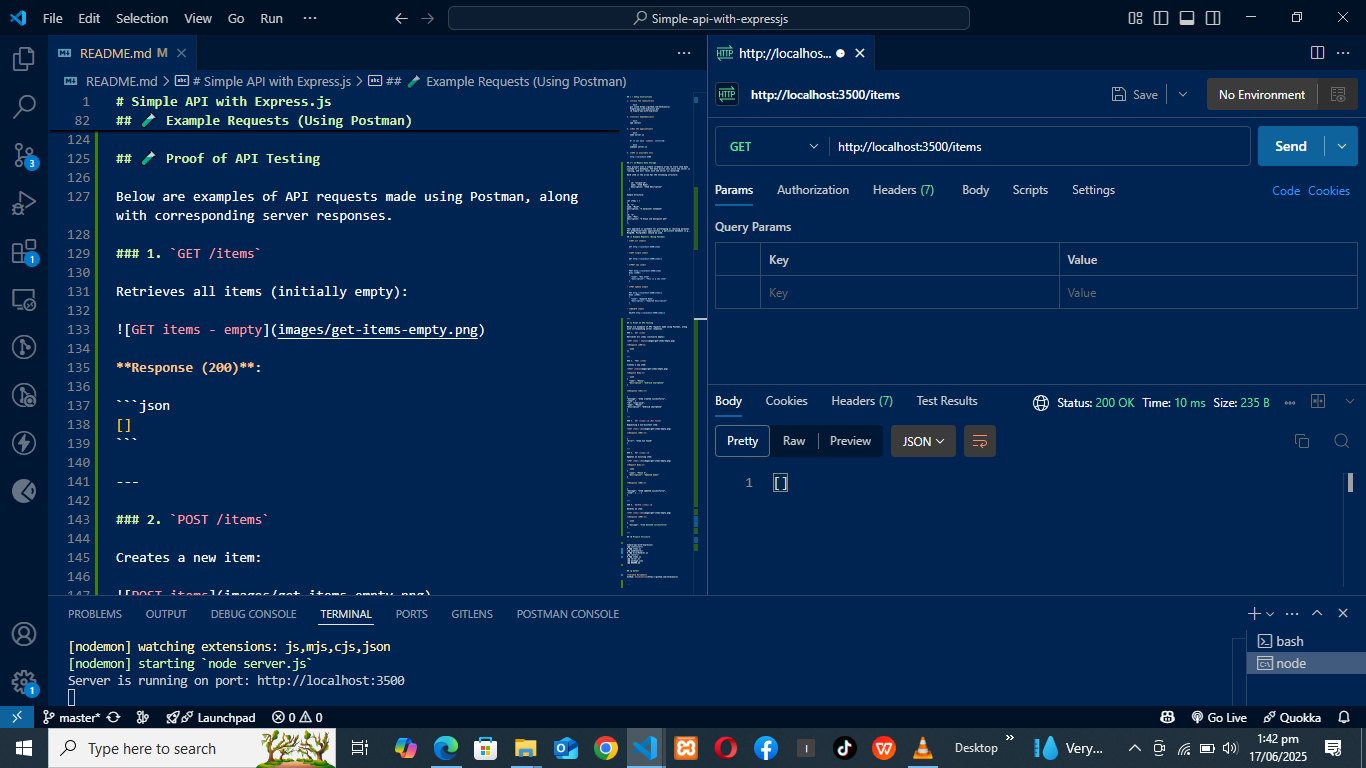 File Edit Selection View Go Run ··· Simple-api-with-expressjs
README.md M
http://localhos...
README.md > # Simple API with Express.js > ## 🧪 Example Requests (Using Postman)
1 # Simple API with Express.js
82 ## 🧪 Example Requests (Using Postman)
124
125 ## 🧪 Proof of API Testing
126
127 Below are examples of API requests made using Postman, along
with corresponding server responses.
128
129 ### 1. `GET /items`
130
131 Retrieves all items (initially empty):
132
133 ![GET items - empty](images/get-items-empty.png)
134
135 **Response (200)**:
136
137 ```json
138 []
139 ```
140
141 ---
142
143 ### 2. `POST /items`
144
145 Creates a new item:
146
147 ![POST items](images/get-items-empty.png)
HTTP http://localhost:3500/items Save No Environment
GET http://localhost:3500/items Send
Params Authorization Headers (7) Body Scripts Settings Code Cookies
Query Params
Key Value
Key Value
Body Cookies Headers (7) Test Results Status: 200 OK Time: 10 ms Size: 235 B
Pretty Raw Preview JSON
1 []
PROBLEMS OUTPUT DEBUG CONSOLE TERMINAL PORTS GITLENS POSTMAN CONSOLE
[nodemon] watching extensions: js,mjs,cjs,json
[nodemon] starting `node server.js`
Server is running on port: http://localhost:3500
bash
node
3
1
1
master* Launchpad 0 0 Go Live Quokka
Type here to search Desktop Very... 1:42 pm
17/06/2025